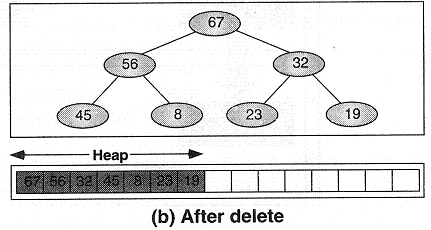 67
56 32
45 8 23 19
Heap
67 56 32 45 8 23 19
(b) After delete